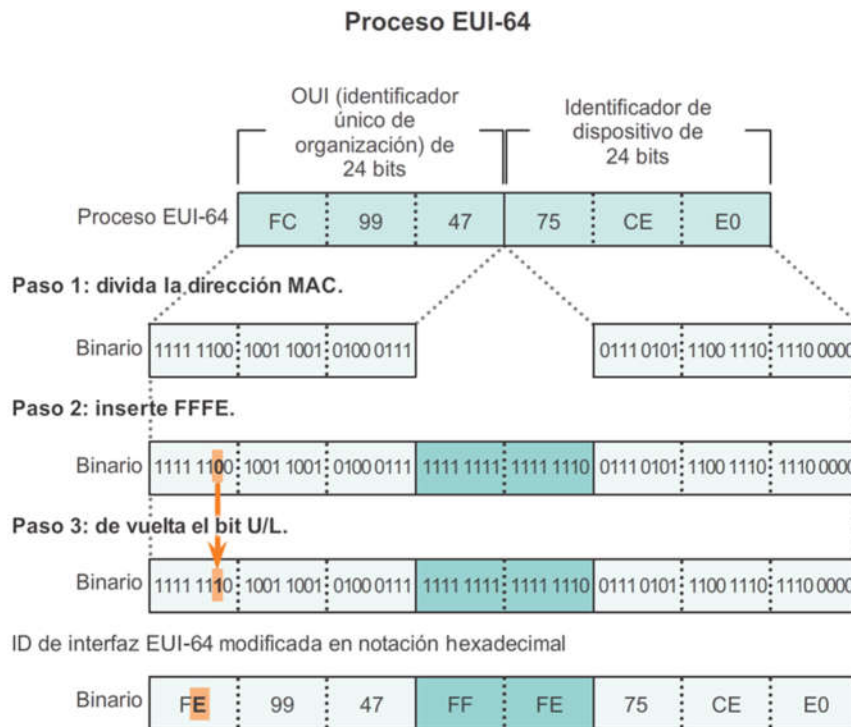 Proceso EUI-64
OUI (identificador
único de
organización) de
24 bits
Identificador de
dispositivo de
24 bits
Proceso EUI-64 FC 99 47 75 CE E0
Paso 1: divida la dirección MAC.
Binario 1111 1100 1001 1001 0100 0111 0111 0101 1100 1110 1110 0000
Paso 2: inserte FFFE.
Binario 1111 1100 1001 1001 0100 0111 1111 1111 1111 1110 0111 0101 1100 1110 1110 0000
Paso 3: de vuelta el bit U/L.
Binario 1111 1110 1001 1001 0100 0111 1111 1111 1111 1110 0111 0101 1100 1110 1110 0000
ID de interfaz EUI-64 modificada en notación hexadecimal
Binario FE 99 47 FF FE 75 CE E0